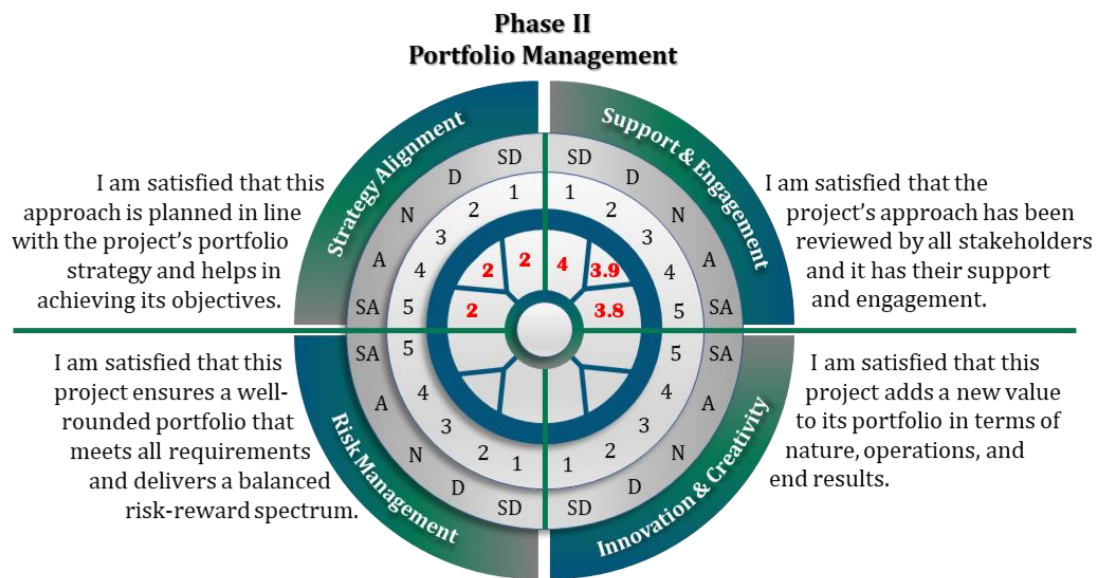 Phase II
Portfolio Management
Strategy Alignment
I am satisfied that this
approach is planned in line
with the project's portfolio
strategy and helps in
achieving its objectives.
SA
A
N
D
SD
5
4
3
2
1
2
2
2
Support & Engagement
I am satisfied that the
project's approach has been
reviewed by all stakeholders
and it has their support
and engagement.
SD
D
N
A
SA
1
2
3
4
5
4
3.9
3.8
Risk Management
I am satisfied that this
project ensures a well-
rounded portfolio that
meets all requirements
and delivers a balanced
risk-reward spectrum.
SA
A
N
D
SD
5
4
3
2
1
Innovation & Creativity
I am satisfied that this
project adds a new value
to its portfolio in terms of
nature, operations, and
end results.
SA
A
N
D
SD
5
4
3
2
1